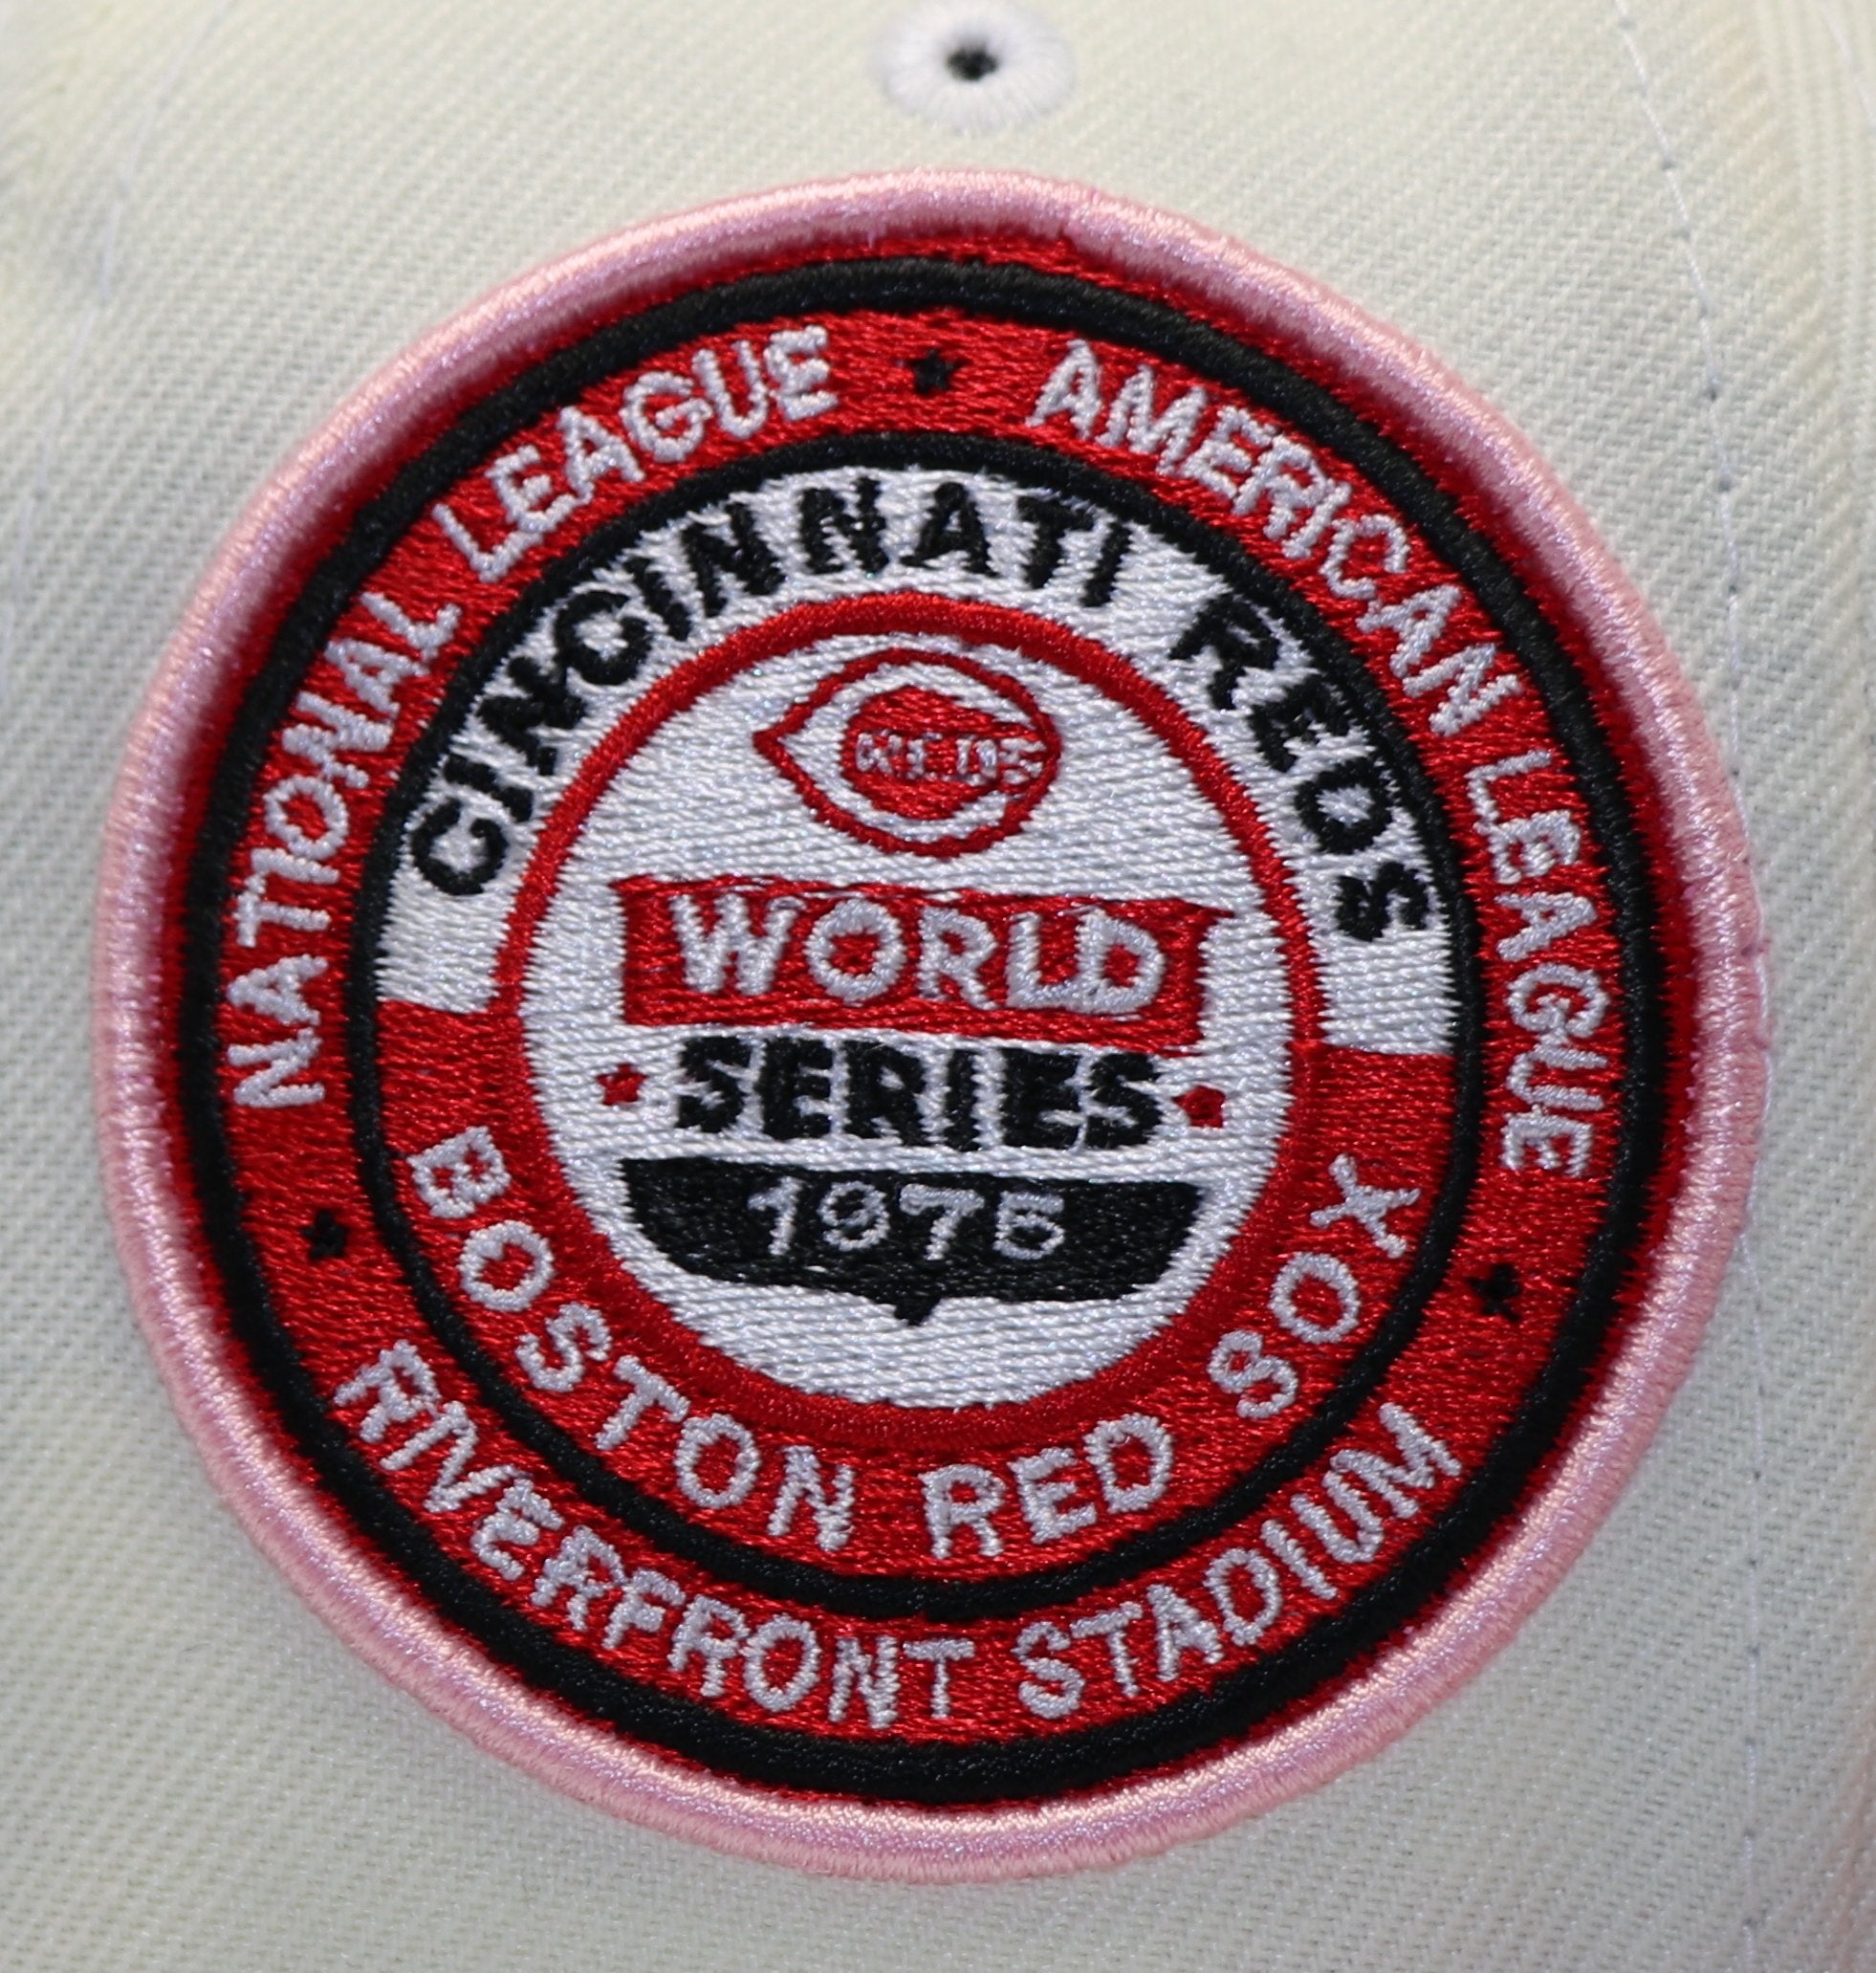 NATIONAL LEAGUE ★ AMERICAN LEAGUE
CINCINNATI REDS
REDS
WORLD
★ SERIES ★
1975
BOSTON RED SOX
★ RIVERFRONT STADIUM ★